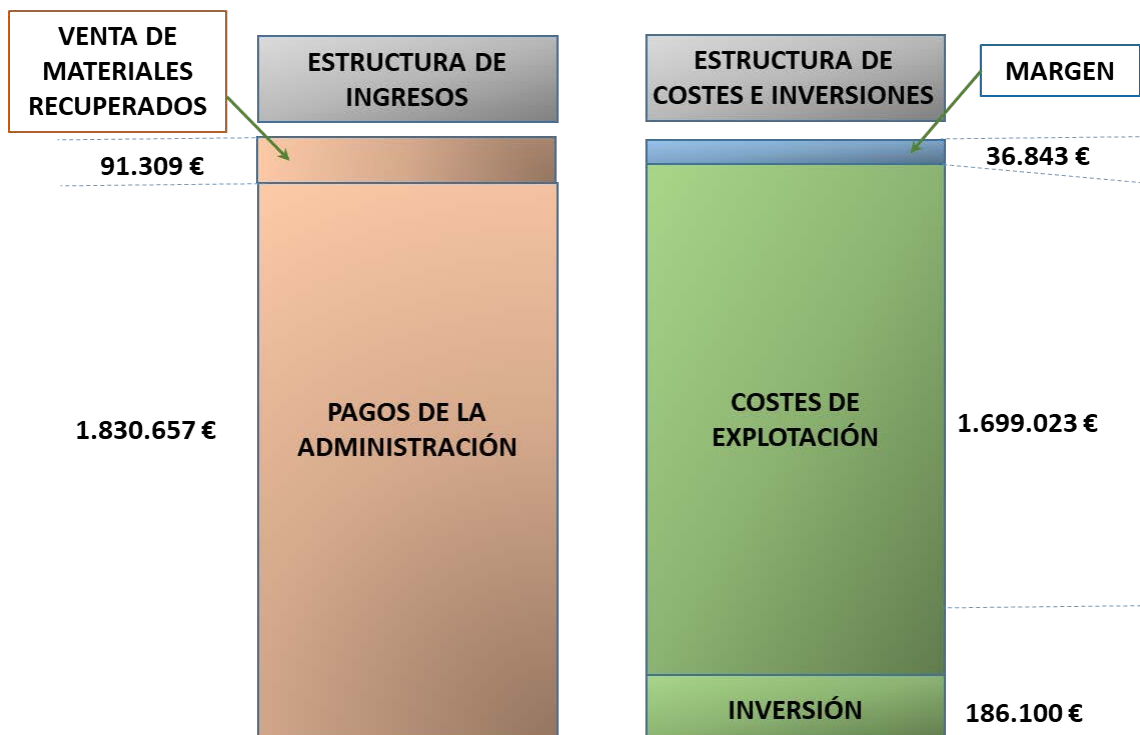 VENTA DE
MATERIALES
RECUPERADOS
ESTRUCTURA DE
INGRESOS
ESTRUCTURA DE
COSTES E INVERSIONES
MARGEN
91.309 €
36.843 €
1.830.657 €
PAGOS DE LA
ADMINISTRACIÓN
COSTES DE
EXPLOTACIÓN
1.699.023 €
INVERSIÓN
186.100 €